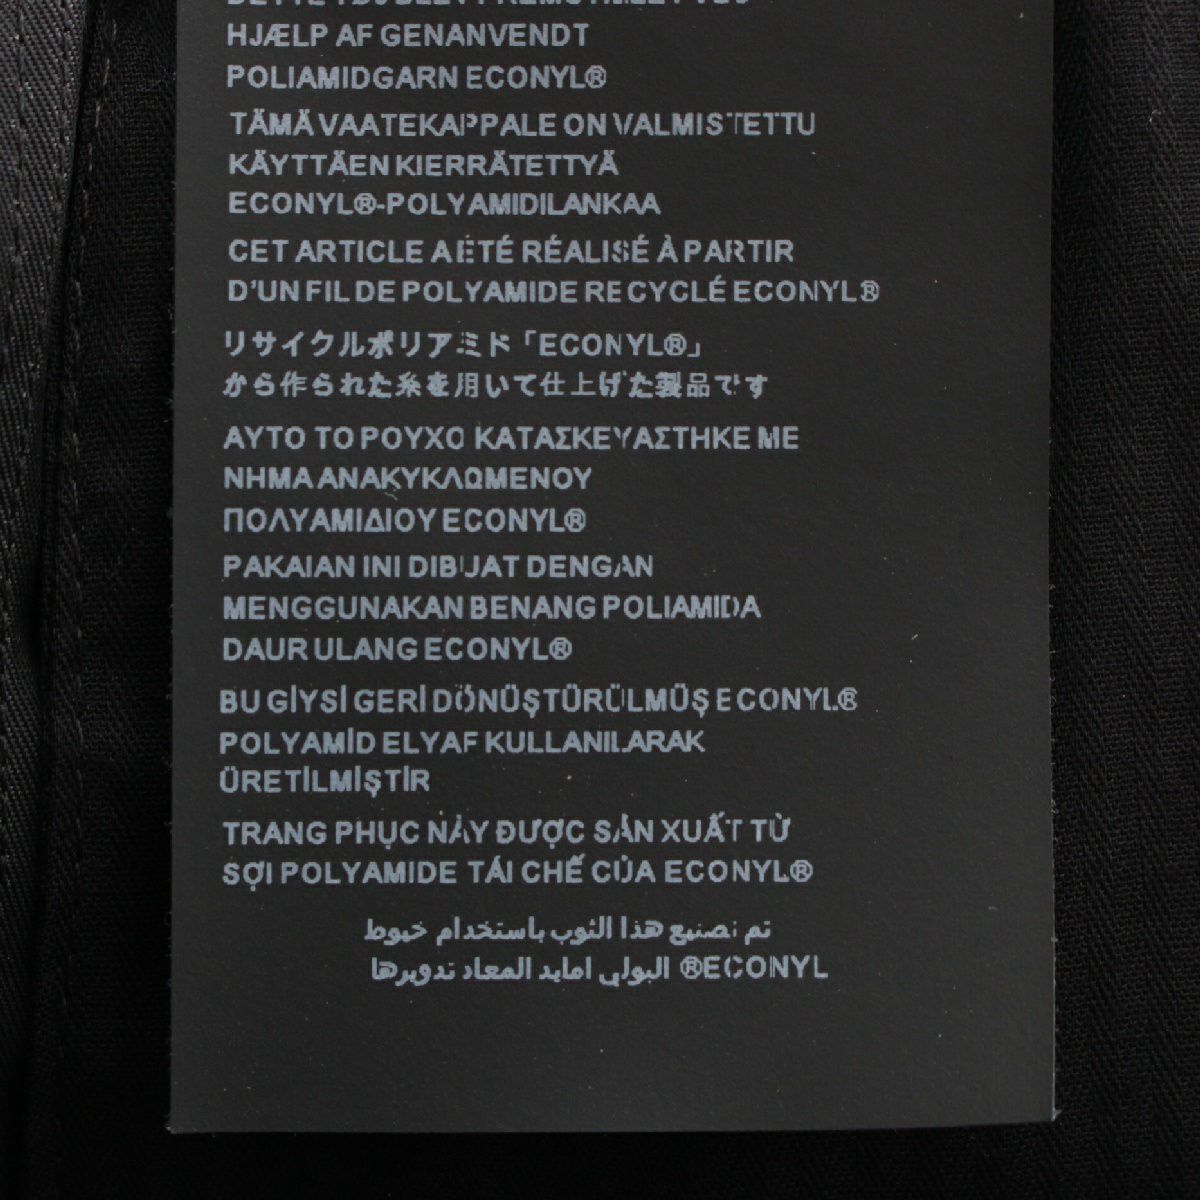 HJÆLP AF GENANVENDT
POLIAMIDGARN ECONYL®
TÄMÄ VAATEKAPPALE ON VALMISTETTU
KÄYTTÄEN KIERRÄTETTYÄ
ECONYL®-POLYAMIDILANKAA
CET ARTICLE A ÉTÉ RÉALISÉ À PARTIR
D'UN FIL DE POLYAMIDE RECYCLÉ ECONYL®
リサイクルポリアミド「ECONYL®」
から作られた糸を用いて仕上げた製品です
ΑΥΤΟ ΤΟ ΡΟΥΧΟ ΚΑΤΑΣΚΕΥΑΣΤΗΚΕ ΜΕ
ΝΗΜΑ ΑΝΑΚΥΚΛΩΜΕΝΟΥ
ΠΟΛΥΑΜΙΔΙΟΥ ECONYL®
PAKAIAN INI DIBUAT DENGAN
MENGGUNAKAN BENANG POLIAMIDA
DAUR ULANG ECONYL®
BU GİYSİ GERİ DÖNÜŞTÜRÜLMÜŞ ECONYL®
POLYAMİD ELYAF KULLANILARAK
ÜRETİLMİŞTİR
TRANG PHỤC NÀY ĐƯỢC SẢN XUẤT TỪ
SỢI POLYAMIDE TÁI CHẾ CỦA ECONYL®
تم تصنيع هذا الثوب باستخدام خيوط
ECONYL® البولي امايد المعاد تدويرها